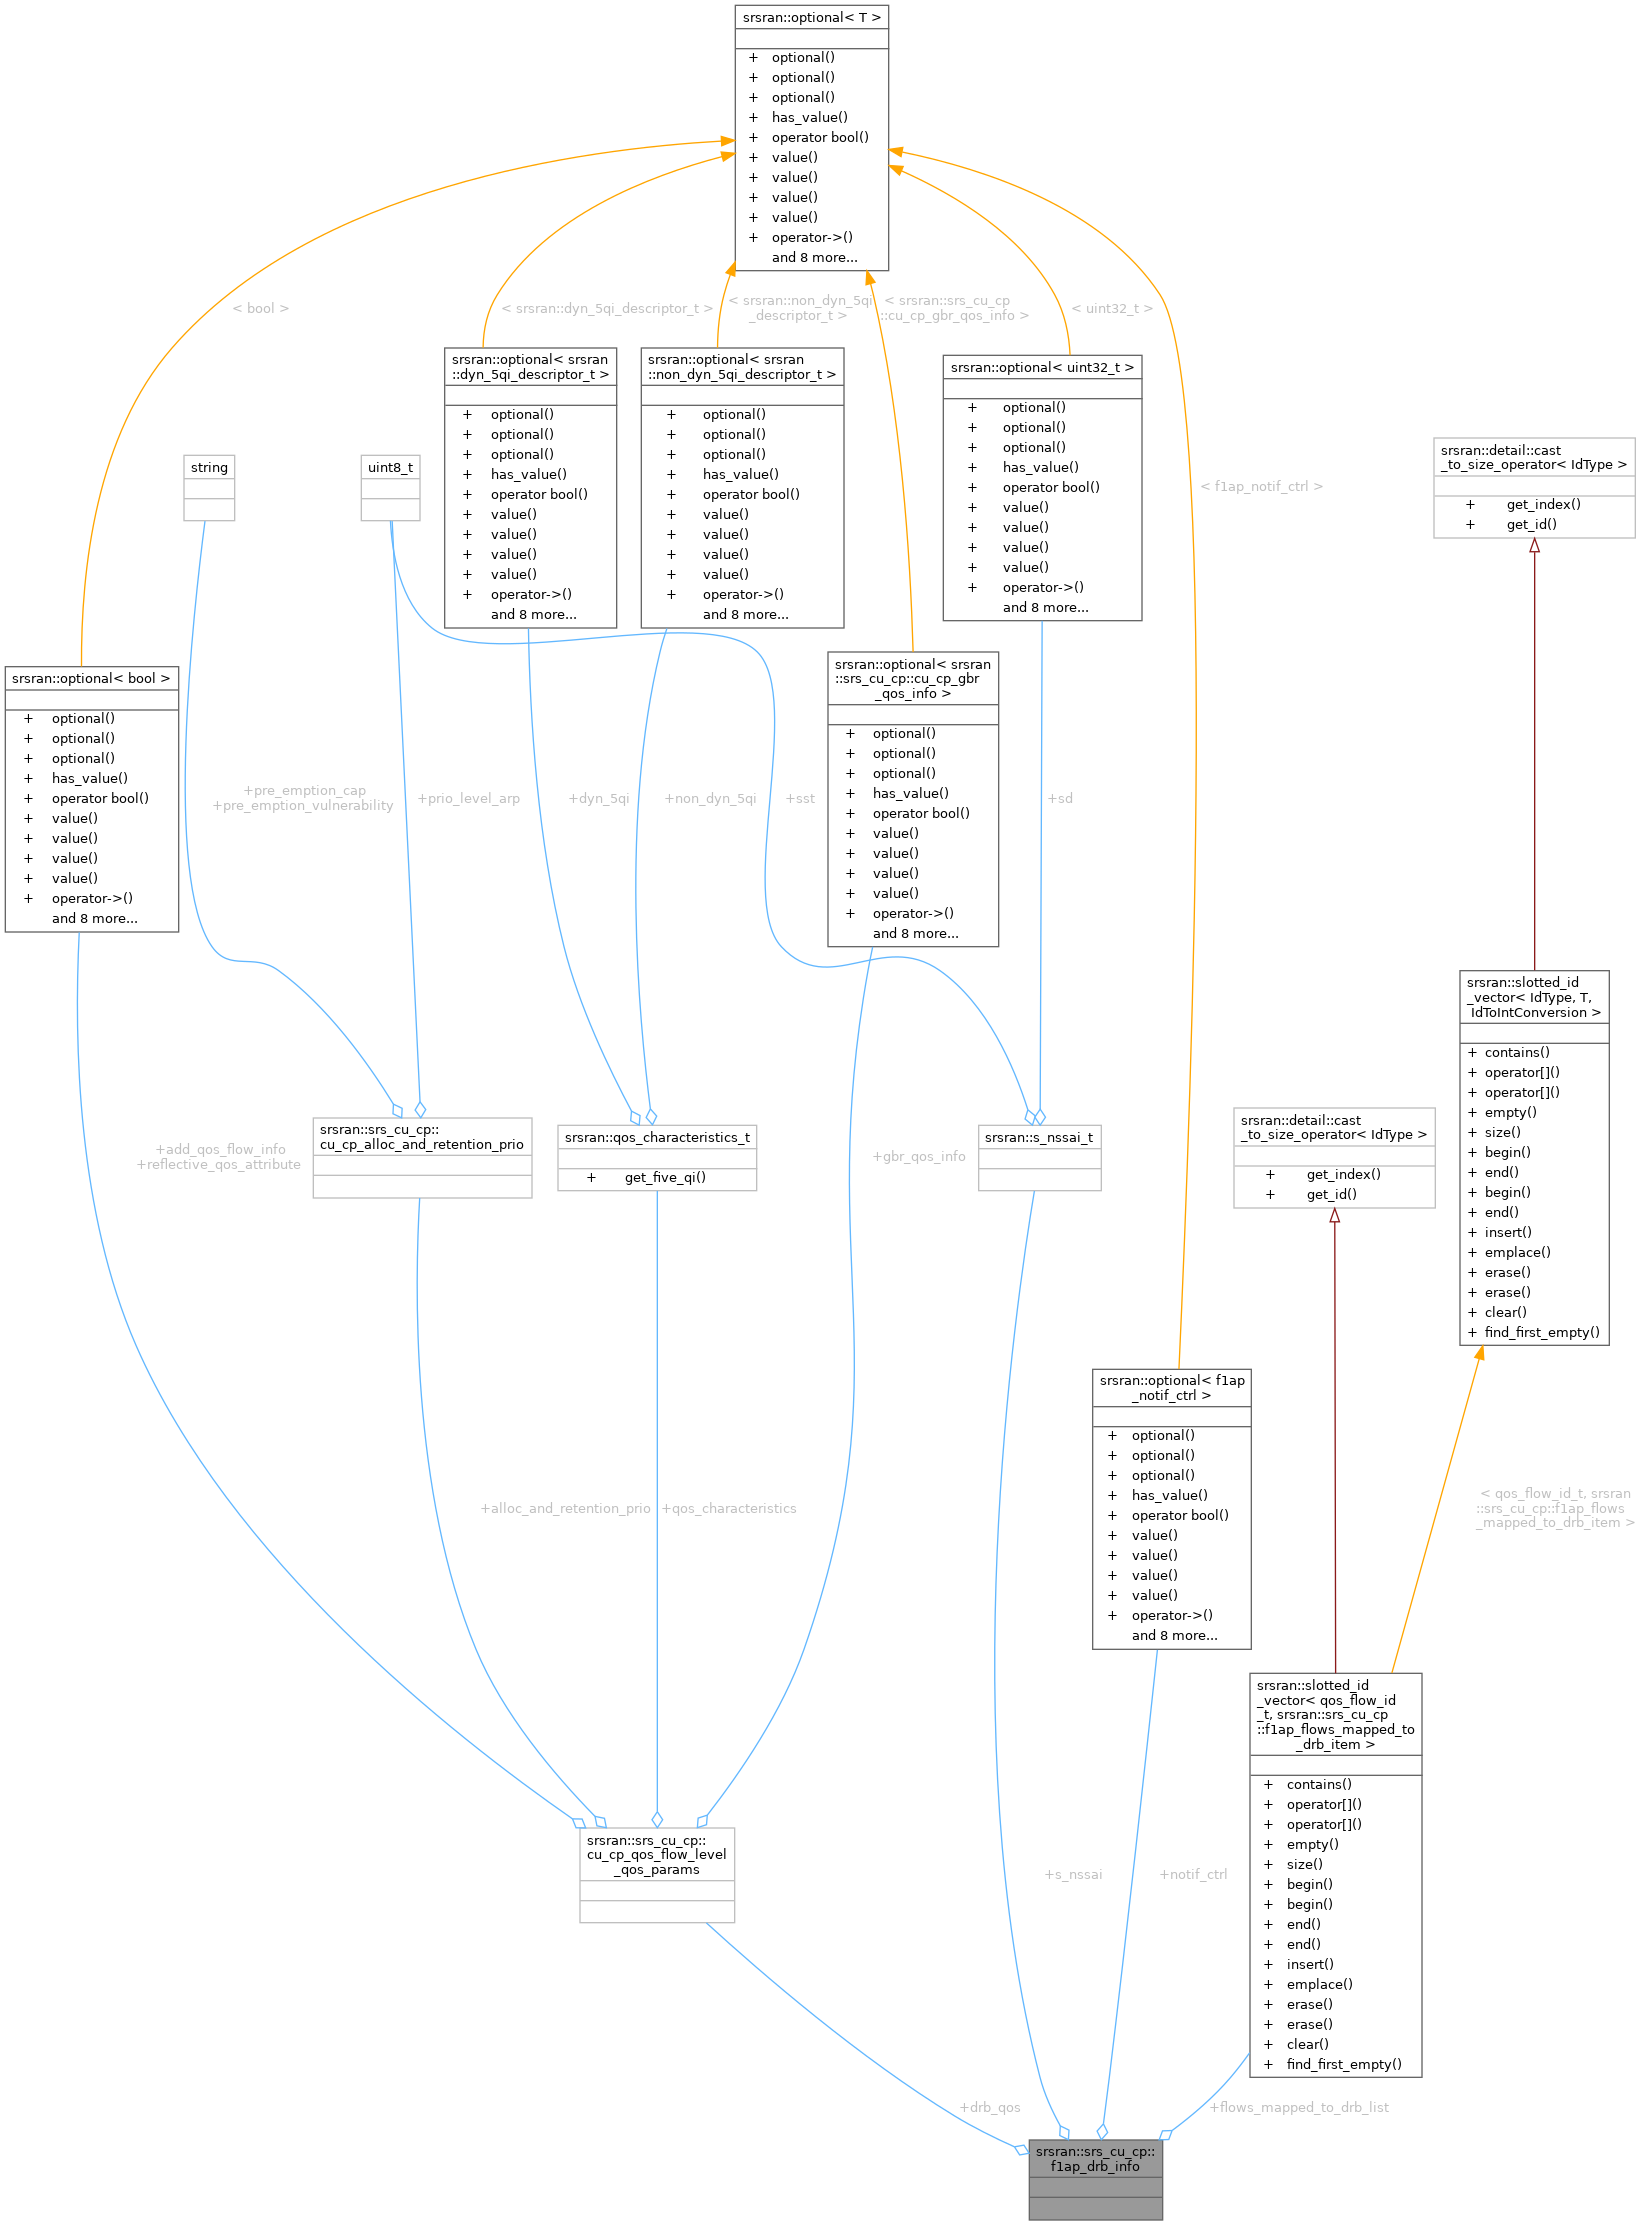 srsran::optional< T >
+ optional()
+ optional()
+ optional()
+ has_value()
+ operator bool()
+ value()
+ value()
+ value()
+ value()
+ operator->()
and 8 more...
< bool >
< srsran::dyn_5qi_descriptor_t >
< srsran::non_dyn_5qi
_descriptor_t >
< srsran::srs_cu_cp
::cu_cp_gbr_qos_info >
< uint32_t >
< f1ap_notif_ctrl >
srsran::optional< srsran
::dyn_5qi_descriptor_t >
+ optional()
+ optional()
+ optional()
+ has_value()
+ operator bool()
+ value()
+ value()
+ value()
+ value()
+ operator->()
and 8 more...
srsran::optional< srsran
::non_dyn_5qi_descriptor_t >
+ optional()
+ optional()
+ optional()
+ has_value()
+ operator bool()
+ value()
+ value()
+ value()
+ value()
+ operator->()
and 8 more...
srsran::optional< uint32_t >
+ optional()
+ optional()
+ optional()
+ has_value()
+ operator bool()
+ value()
+ value()
+ value()
+ value()
+ operator->()
and 8 more...
string
uint8_t
srsran::detail::cast
_to_size_operator< IdType >
+ get_index()
+ get_id()
srsran::optional< bool >
+ optional()
+ optional()
+ optional()
+ has_value()
+ operator bool()
+ value()
+ value()
+ value()
+ value()
+ operator->()
and 8 more...
srsran::optional< srsran
::srs_cu_cp::cu_cp_gbr
_qos_info >
+ optional()
+ optional()
+ optional()
+ has_value()
+ operator bool()
+ value()
+ value()
+ value()
+ value()
+ operator->()
and 8 more...
+pre_emption_cap
+pre_emption_vulnerability
+prio_level_arp
+dyn_5qi
+non_dyn_5qi
+sst
+sd
srsran::slotted_id
_vector< IdType, T,
IdToIntConversion >
+ contains()
+ operator[]()
+ operator[]()
+ empty()
+ size()
+ begin()
+ end()
+ begin()
+ end()
+ insert()
+ emplace()
+ erase()
+ erase()
+ clear()
+ find_first_empty()
+add_qos_flow_info
+reflective_qos_attribute
srsran::srs_cu_cp::
cu_cp_alloc_and_retention_prio
srsran::qos_characteristics_t
+ get_five_qi()
+gbr_qos_info
srsran::s_nssai_t
srsran::detail::cast
_to_size_operator< IdType >
+ get_index()
+ get_id()
srsran::optional< f1ap
_notif_ctrl >
+ optional()
+ optional()
+ optional()
+ has_value()
+ operator bool()
+ value()
+ value()
+ value()
+ value()
+ operator->()
and 8 more...
+alloc_and_retention_prio
+qos_characteristics
< qos_flow_id_t, srsran
::srs_cu_cp::f1ap_flows
_mapped_to_drb_item >
srsran::slotted_id
_vector< qos_flow_id
_t, srsran::srs_cu_cp
::f1ap_flows_mapped_to
_drb_item >
+ contains()
+ operator[]()
+ operator[]()
+ empty()
+ size()
+ begin()
+ begin()
+ end()
+ end()
+ insert()
+ emplace()
+ erase()
+ erase()
+ clear()
+ find_first_empty()
srsran::srs_cu_cp::
cu_cp_qos_flow_level
_qos_params
+s_nssai
+notif_ctrl
+drb_qos
+flows_mapped_to_drb_list
srsran::srs_cu_cp::
f1ap_drb_info